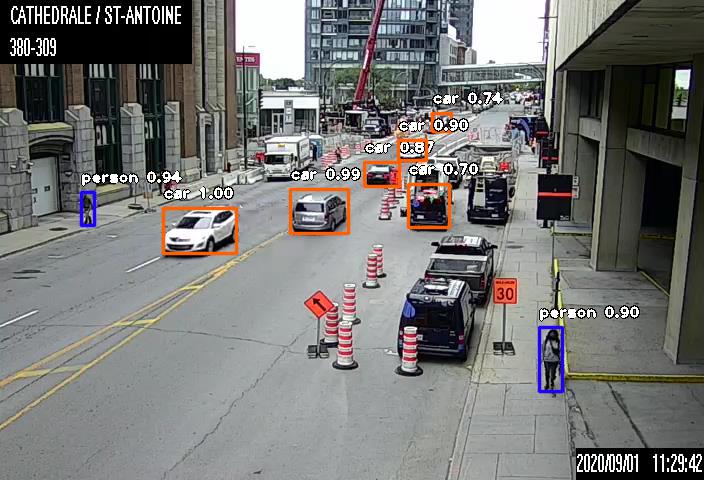 CATHEDRALE / ST-ANTOINE
380-309
car 0.74
car 0.90
car 0.87
car 0.70
car 0.99
person 0.94
car 1.00
30
person 0.90
2020/09/01 11:29:42